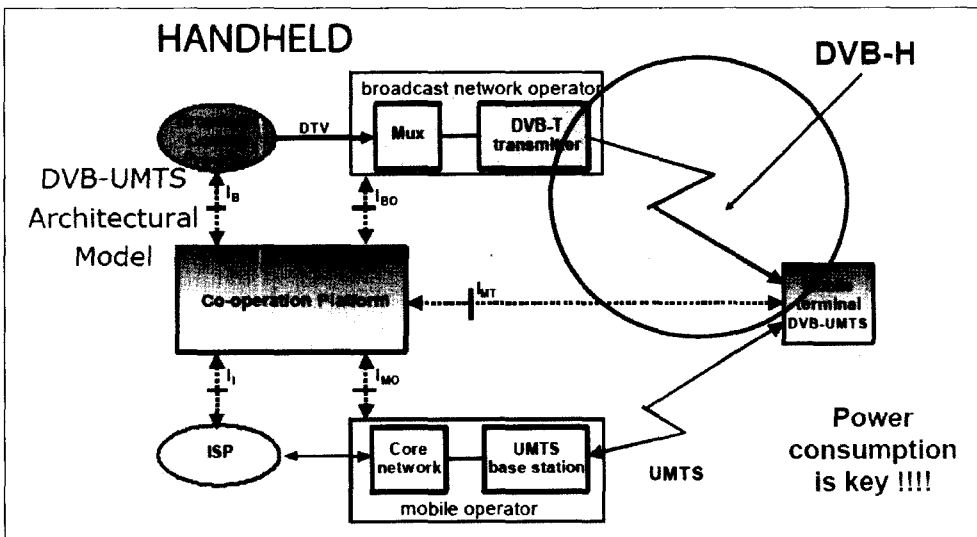 HANDHELD
DVB-H
broadcast network operator
Mux
DVB-T
transmitter
DTV
DVB-UMTS
Architectural
Model
I_B
I_BO
Co-operation Platform
I_MT
terminal
DVB-UMTS
I_I
I_MO
ISP
Core
network
UMTS
base station
mobile operator
UMTS
Power
consumption
is key !!!!